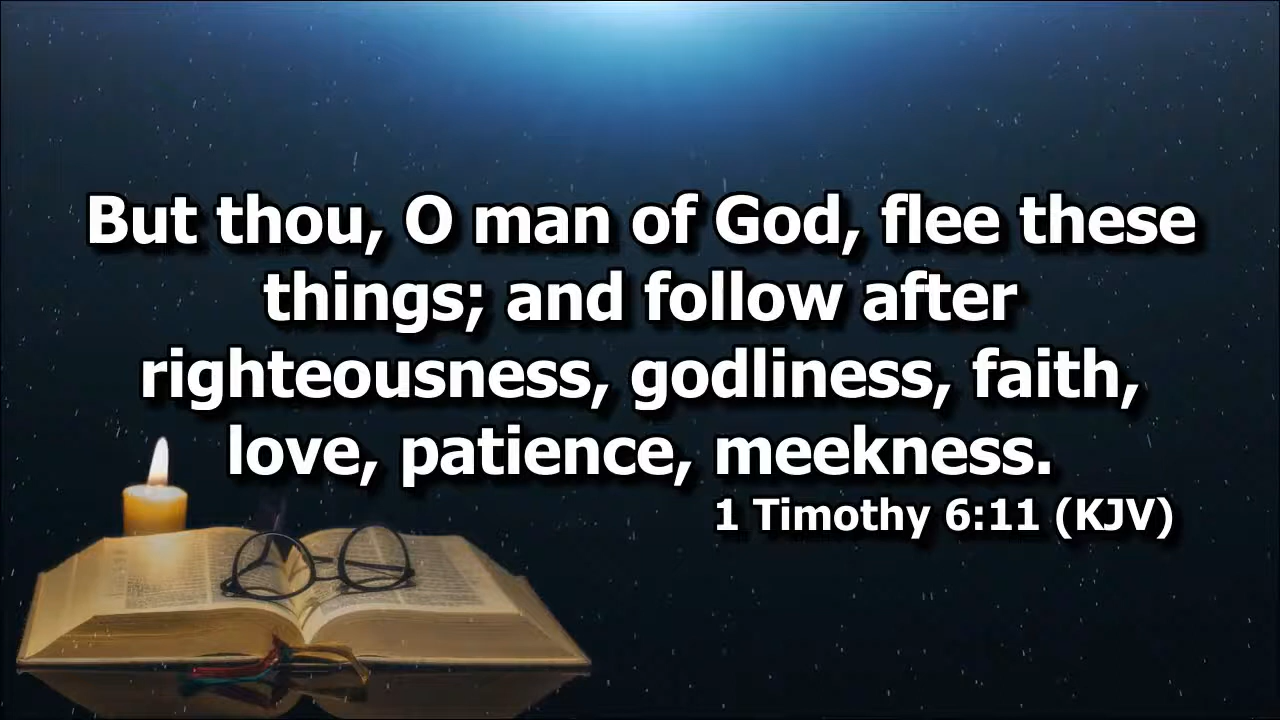 But thou, O man of God, flee these
things; and follow after
righteousness, godliness, faith,
love, patience, meekness.
1 Timothy 6:11 (KJV)